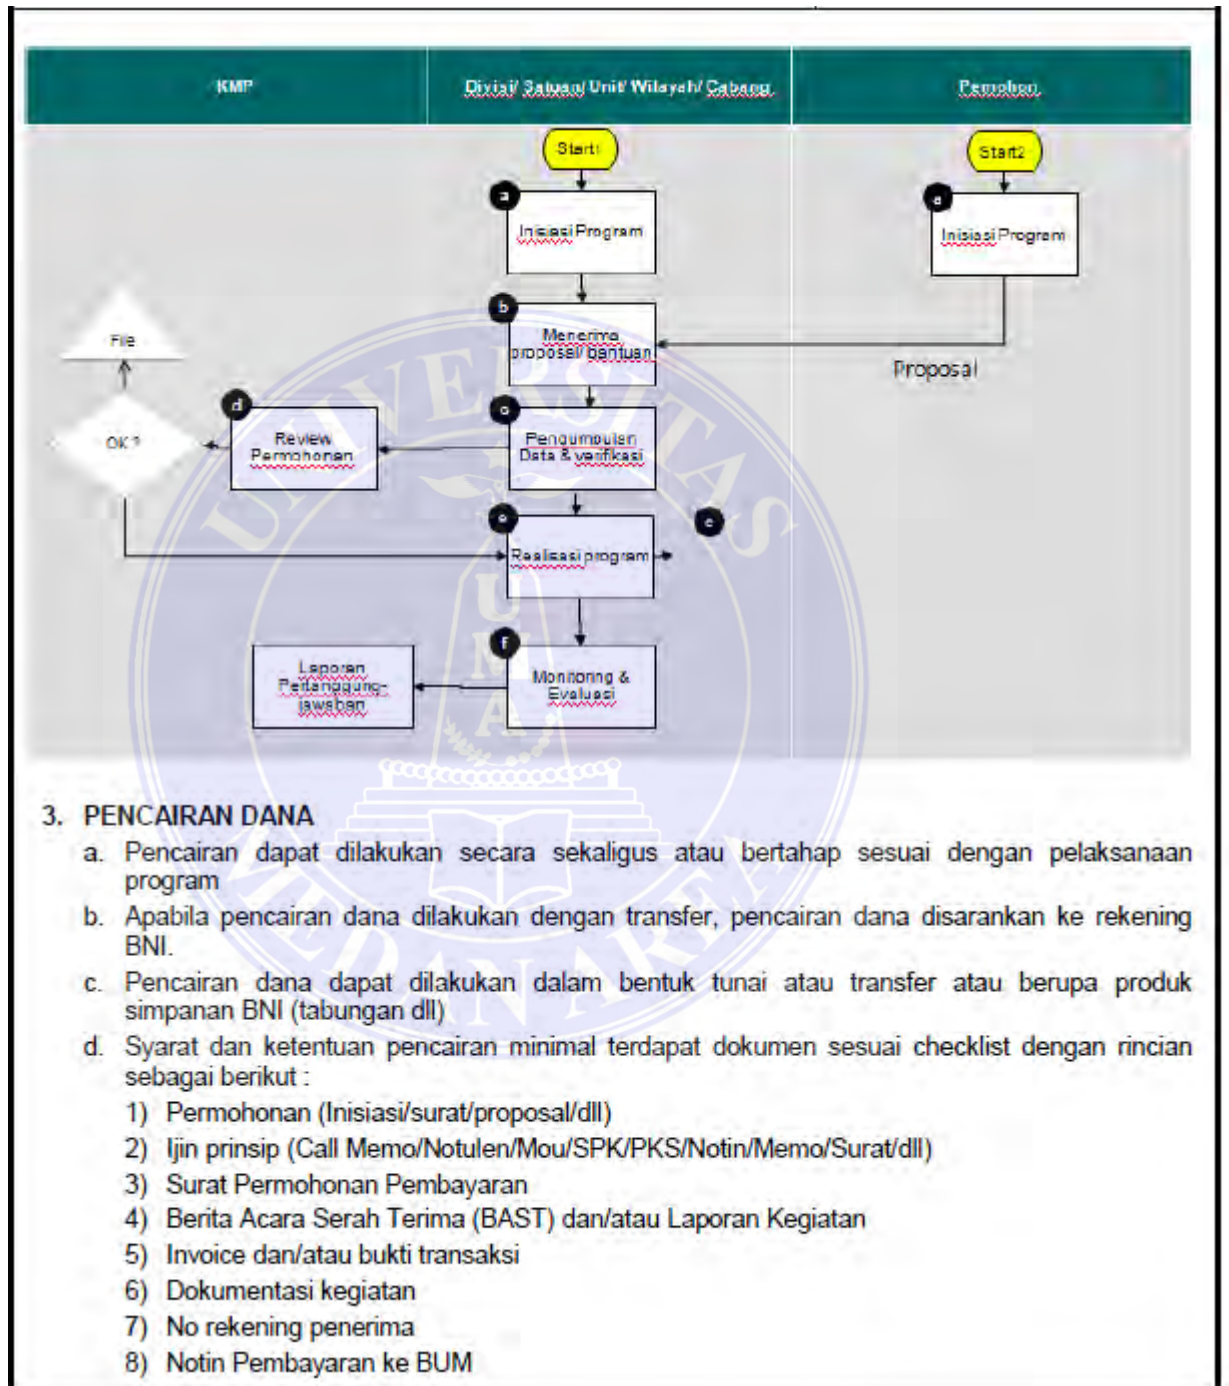 KMP
Divisi/ Satuan/ Unit/ Wilayah/ Cabang
Pemohon
Start1
Start2
a
Inisiasi Program
a
Inisiasi Program
b
Menerima
proposal/ bantuan
Proposal
File
OK ?
d
Review
Permohonan
c
Pengumpulan
Data & verifikasi
e
Realisasi program
e
f
Monitoring &
Evaluasi
Laporan
Pertanggung-
jawaban
3. PENCAIRAN DANA
a. Pencairan dapat dilakukan secara sekaligus atau bertahap sesuai dengan pelaksanaan
program
b. Apabila pencairan dana dilakukan dengan transfer, pencairan dana disarankan ke rekening
BNI.
c. Pencairan dana dapat dilakukan dalam bentuk tunai atau transfer atau berupa produk
simpanan BNI (tabungan dll)
d. Syarat dan ketentuan pencairan minimal terdapat dokumen sesuai checklist dengan rincian
sebagai berikut :
1) Permohonan (Inisiasi/surat/proposal/dll)
2) Ijin prinsip (Call Memo/Notulen/Mou/SPK/PKS/Notin/Memo/Surat/dll)
3) Surat Permohonan Pembayaran
4) Berita Acara Serah Terima (BAST) dan/atau Laporan Kegiatan
5) Invoice dan/atau bukti transaksi
6) Dokumentasi kegiatan
7) No rekening penerima
8) Notin Pembayaran ke BUM
UNIVERSITAS
UMA
MEDAN AREA